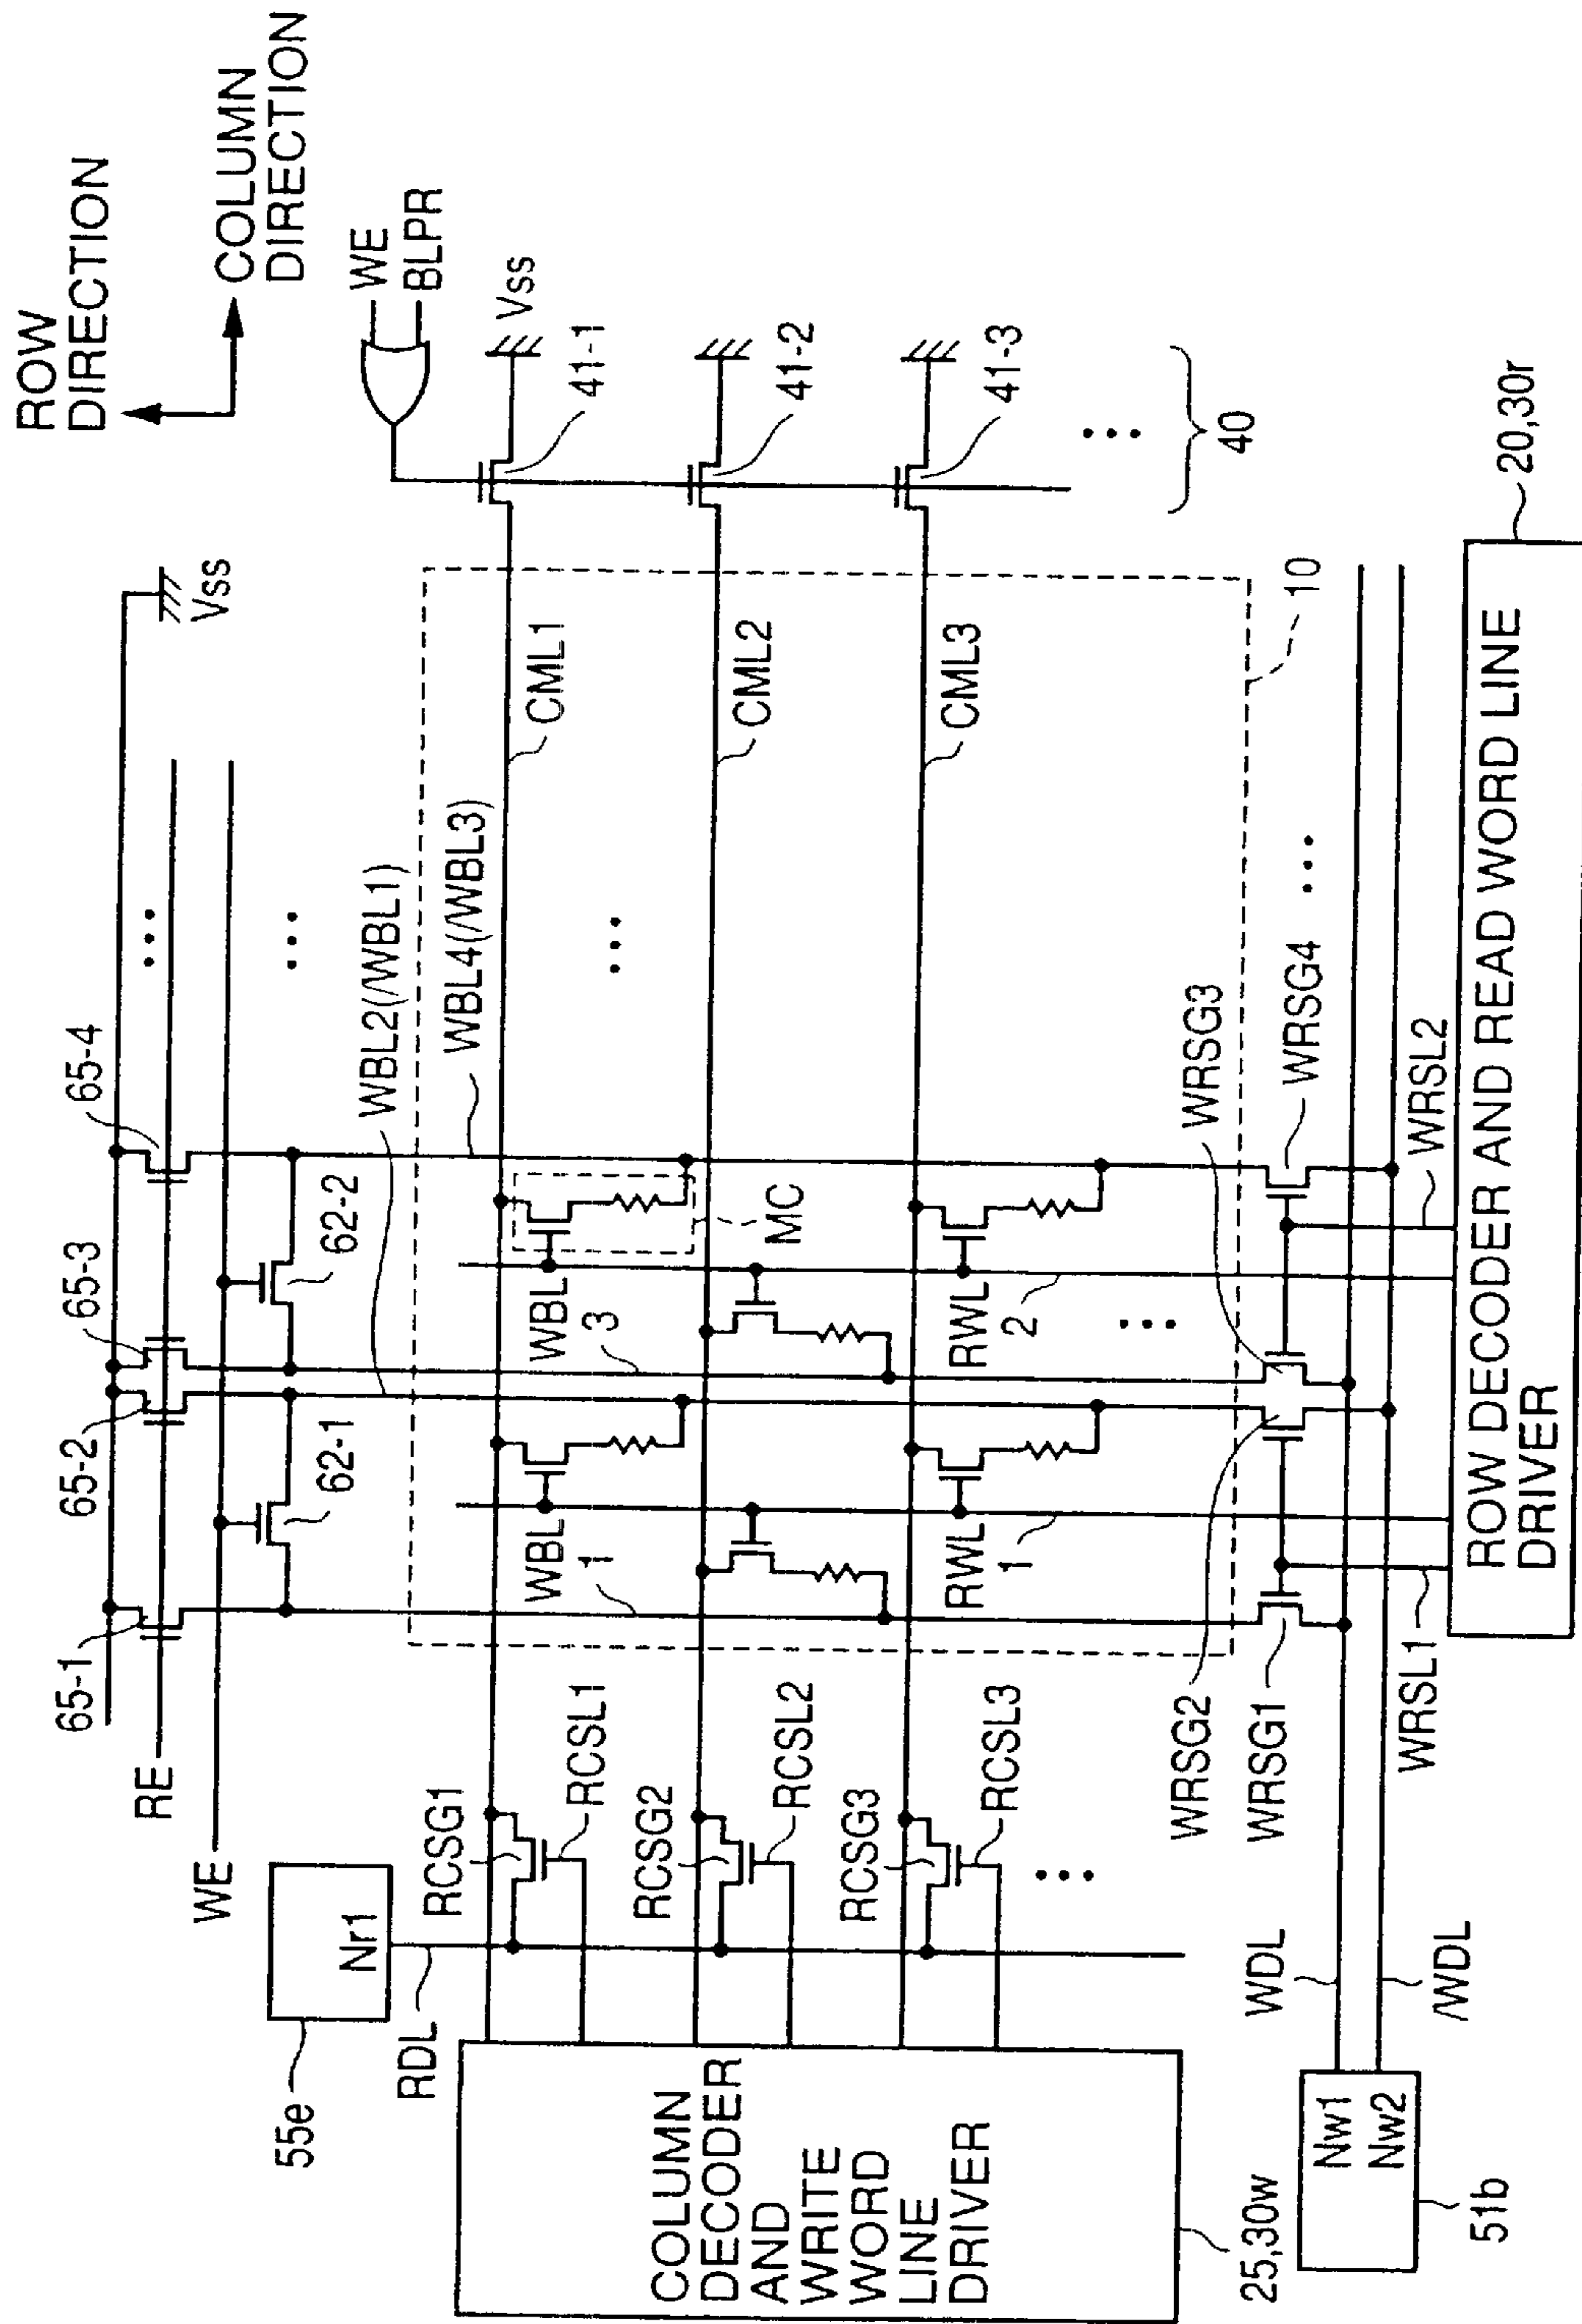 ROW
DIRECTION
COLUMN
DIRECTION
WE
BLPR
Vss
41-1
41-2
41-3
40
Vss
65-1
65-2
65-3
65-4
RE
WE
62-1
62-2
WBL2(/WBL1)
WBL4(/WBL3)
55e
Nr1
RDL
RCSG1
RCSL1
RCSG2
RCSL2
RCSG3
RCSL3
CML1
CML2
CML3
10
WBL
1
WBL
3
MC
RWL
1
RWL
2
COLUMN
DECODER
AND
WRITE
WORD
LINE
DRIVER
25,30w
WRSG2
WRSG1
WRSG3
WRSG4
WDL
/WDL
WRSL1
WRSL2
Nw1
Nw2
51b
ROW DECODER AND READ WORD LINE
DRIVER
20,30r